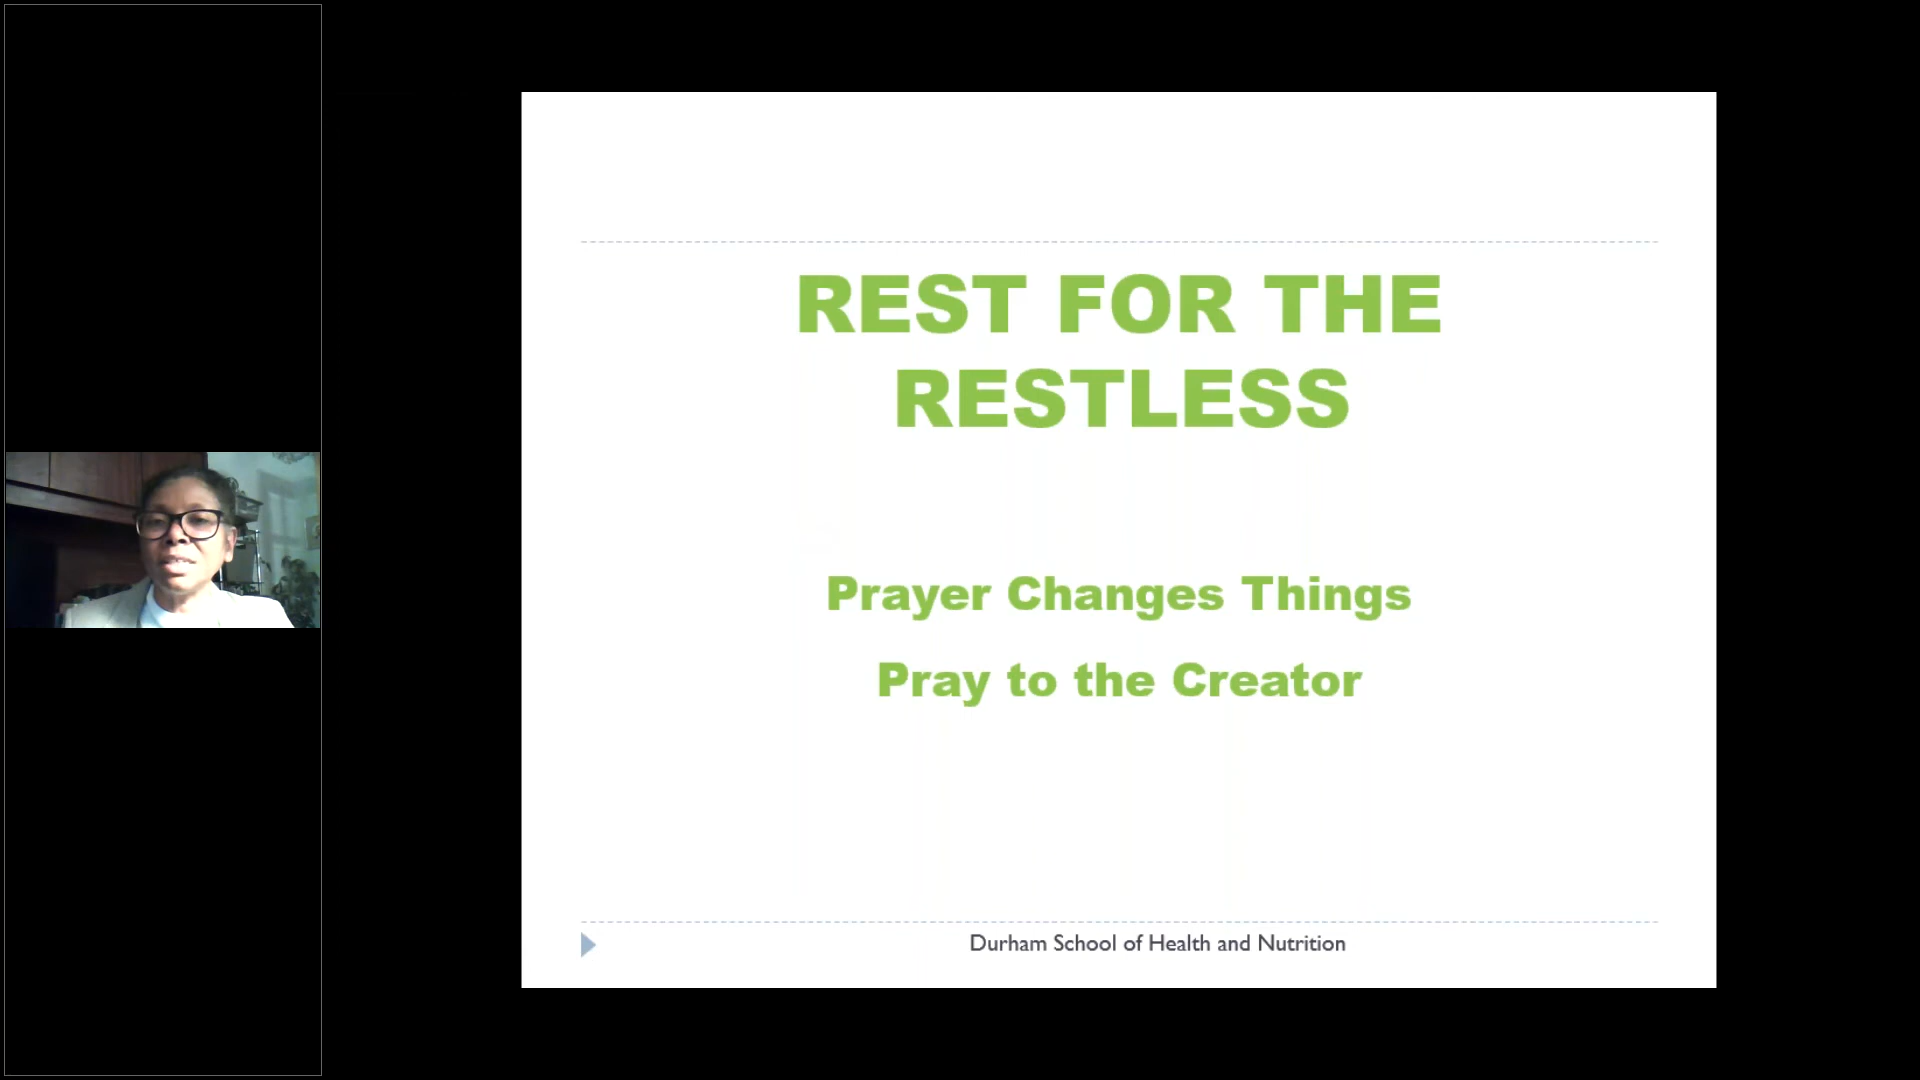 REST FOR THE
RESTLESS
Prayer Changes Things
Pray to the Creator
Durham School of Health and Nutrition